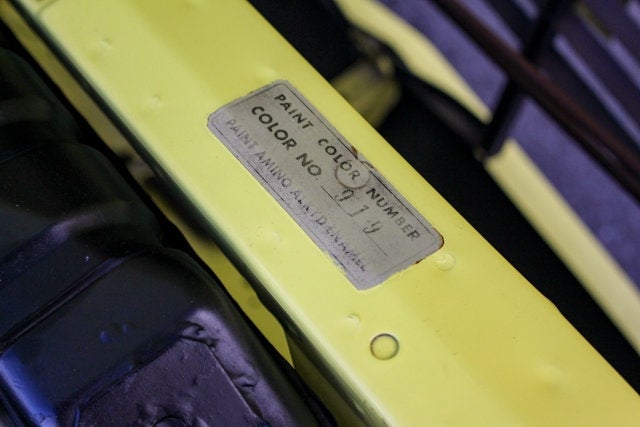 PAINT COLOR NUMBER
COLOR NO. 919
PAINT AMINO ALKYD ENAMEL